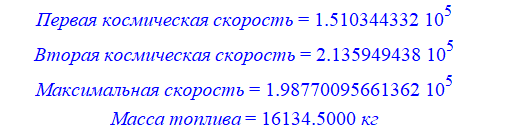 Первая космическая скорость = 1.510344332 10^5
Вторая космическая скорость = 2.135949438 10^5
Максимальная скорость = 1.98770095661362 10^5
Масса топлива = 16134.5000 кг